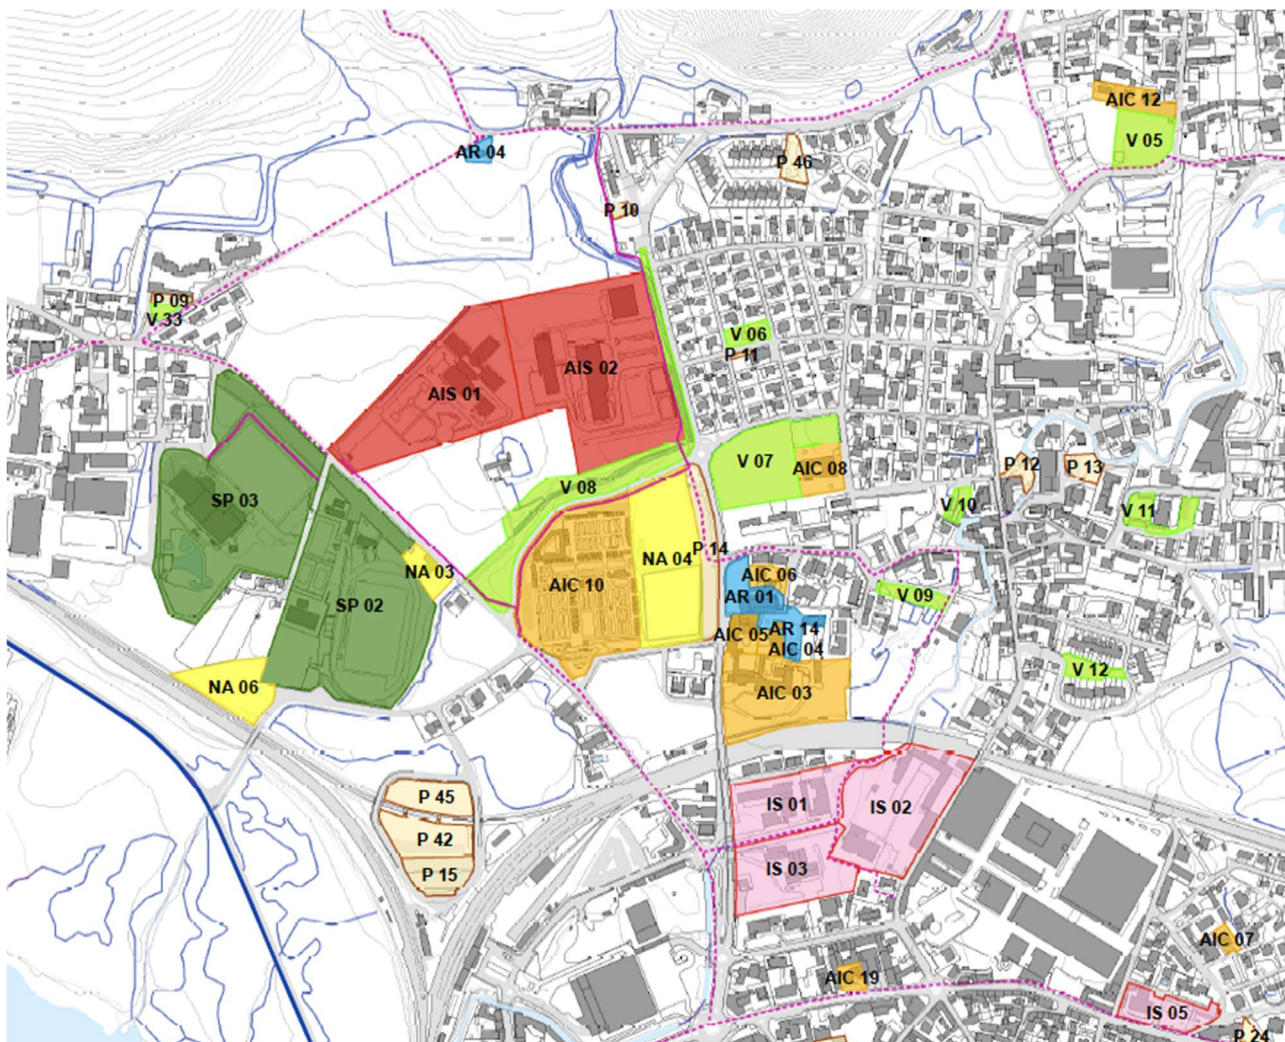 AIC 12
V 05
AR 04
P 46
P 10
P 09
V 33
V 06
P 11
AIS 02
AIS 01
V 07
AIC 08
P 12
P 13
V 08
SP 03
V 10
V 11
P 14
NA 04
NA 03
AIC 10
AIC 06
AR 01
V 09
SP 02
AIC 05
AR 14
AIC 04
V 12
NA 06
AIC 03
P 45
IS 01
IS 02
P 42
IS 03
P 15
AIC 07
AIC 19
IS 05
P 24